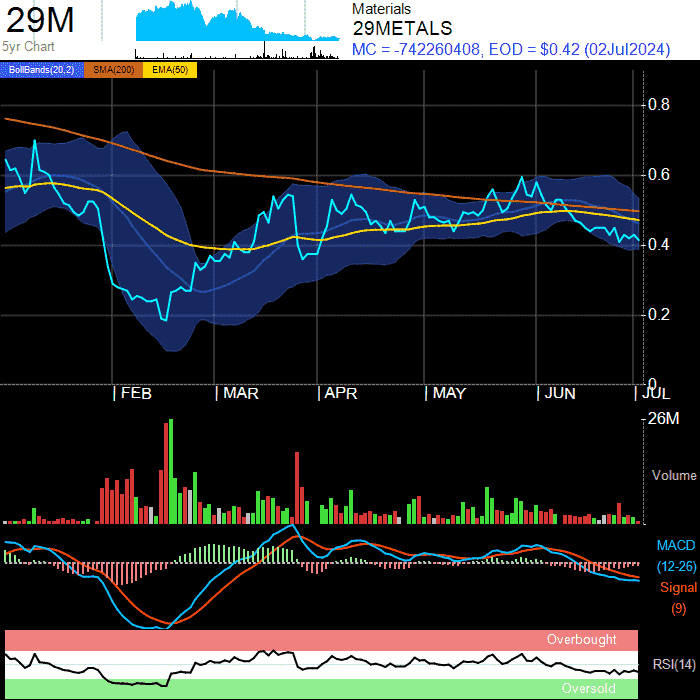 29M
5yr Chart
Materials
29METALS
MC = -742260408, EOD = $0.42 (02Jul2024)
BollBands(20,2) SMA(200) EMA(50)
0.8
0.6
0.4
0.2
0
FEB MAR APR MAY JUN JUL
26M
Volume
MACD
(12-26)
Signal
(9)
Overbought
RSI(14)
Oversold